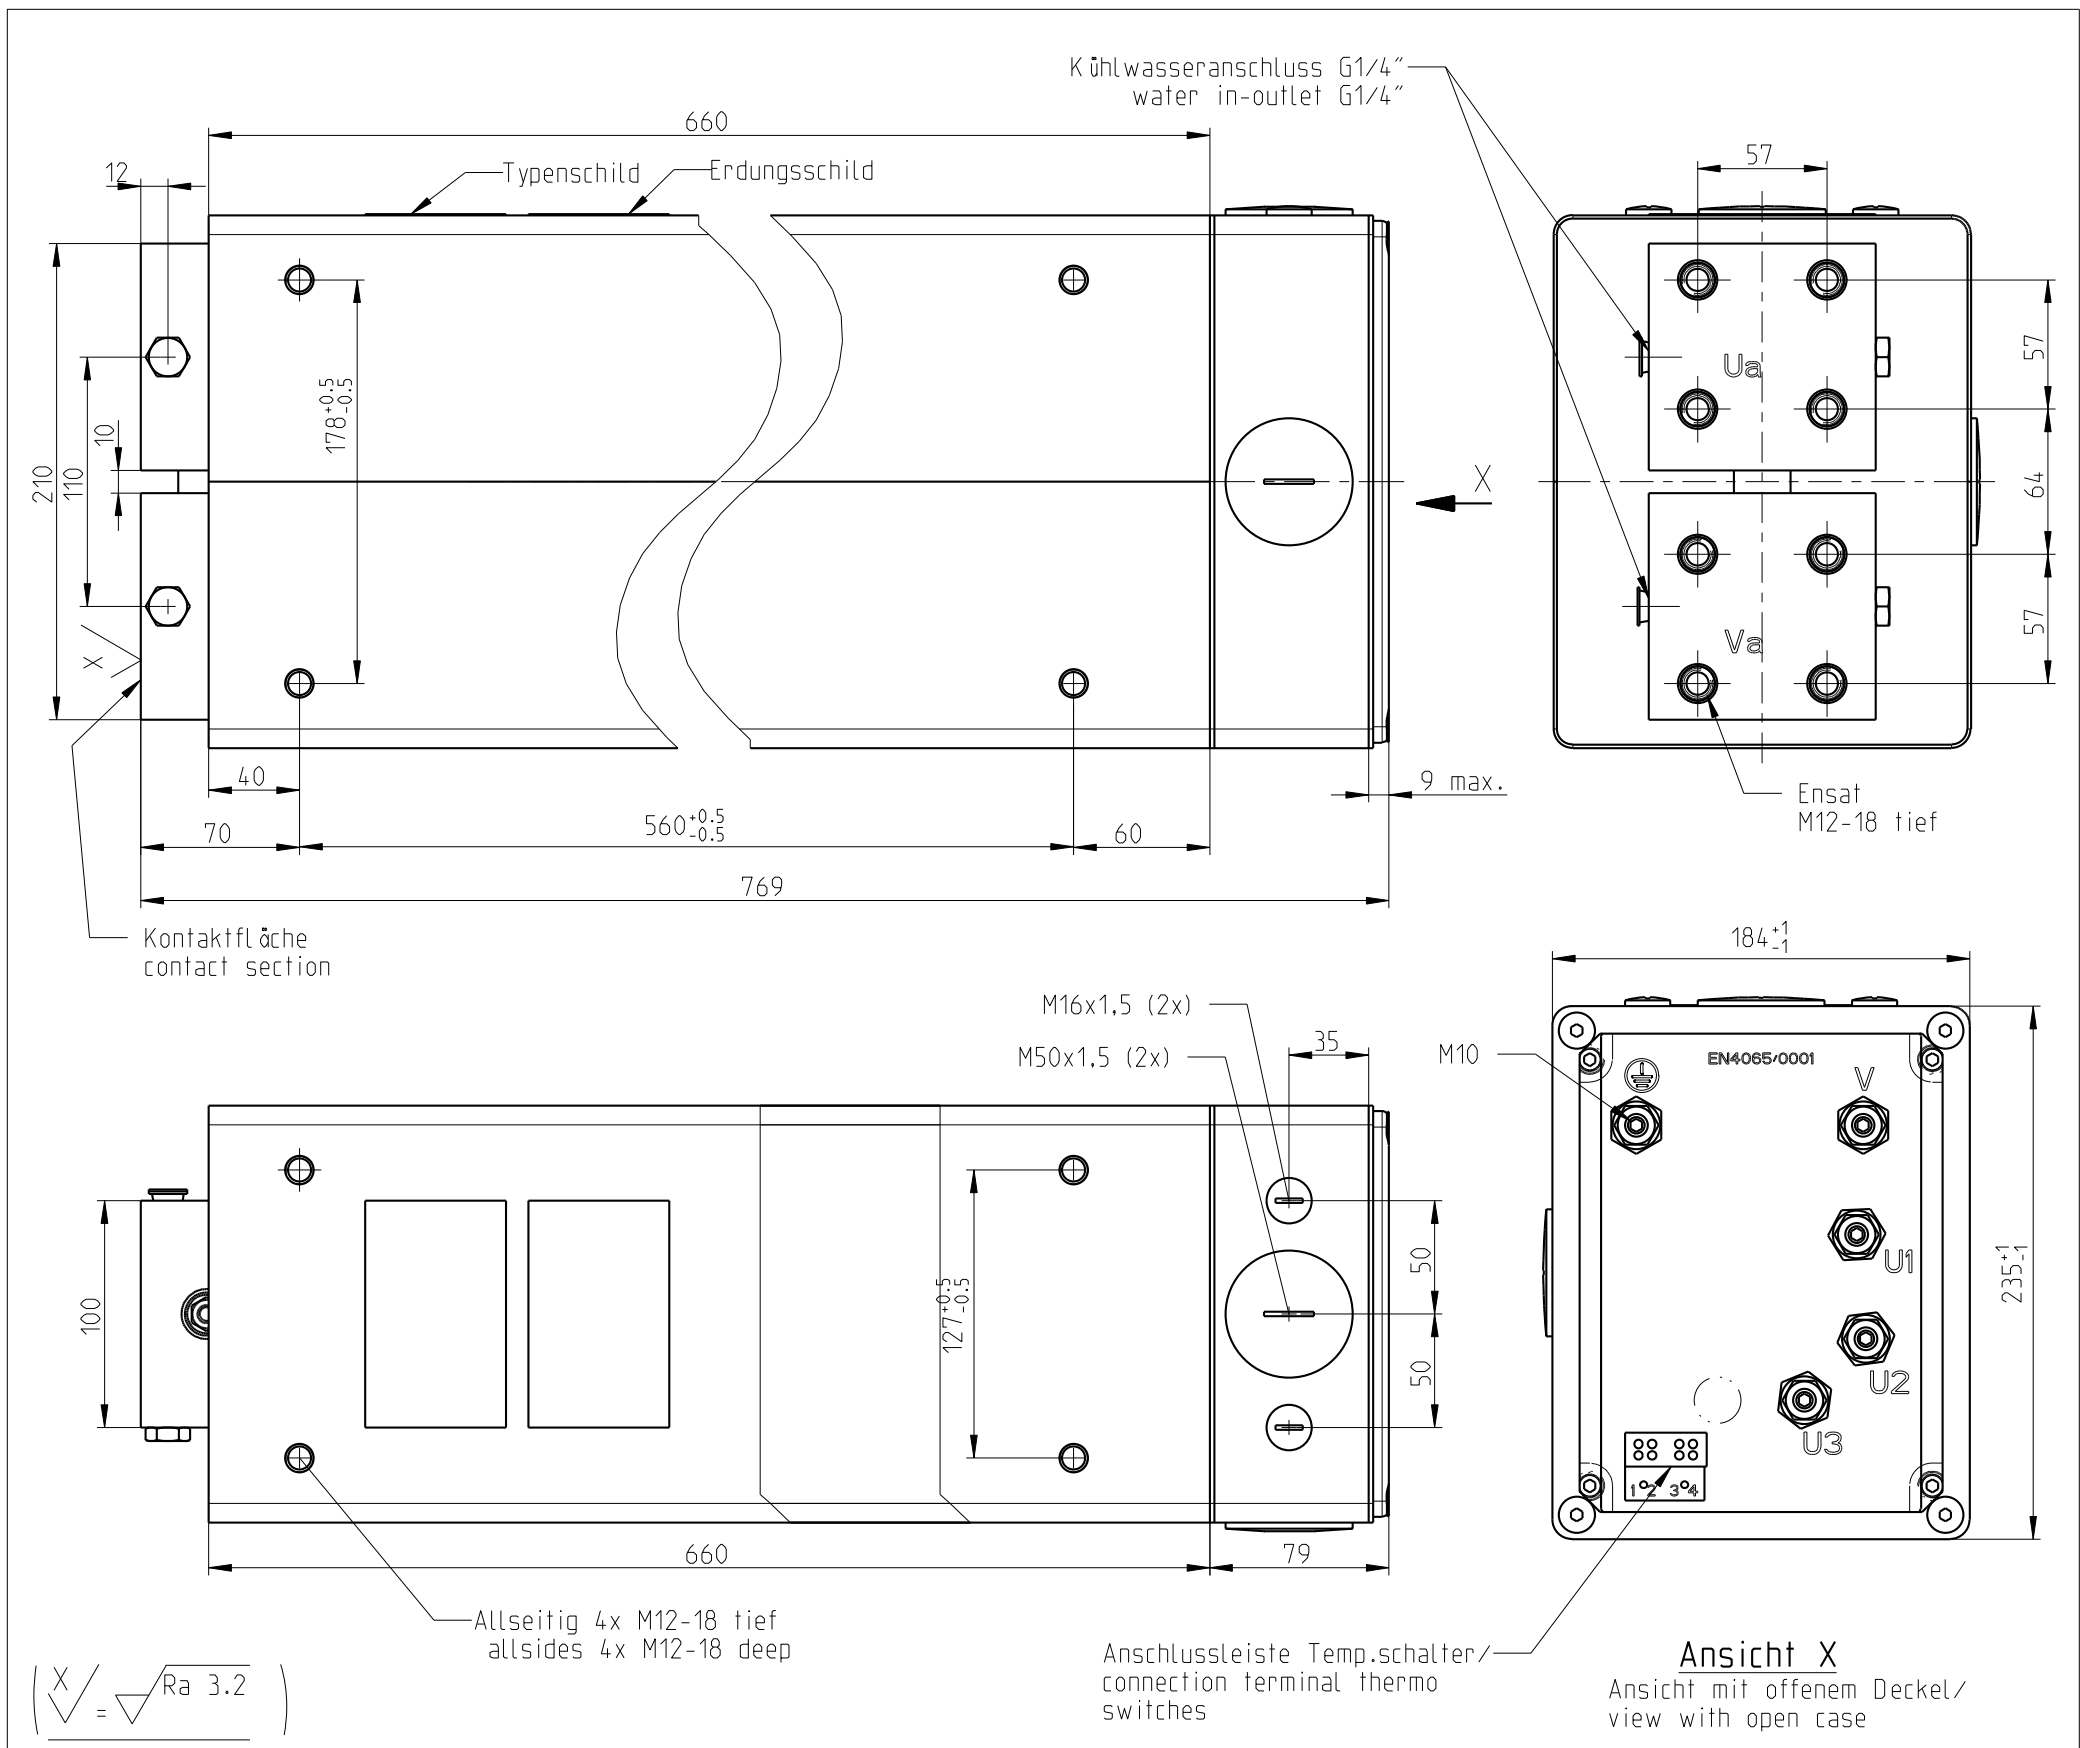 Kühlwasseranschluss G1/4"
water in-outlet G1/4"
660
12
Typenschild
Erdungsschild
57
57
64
57
Ua
Va
210
110
10
178 +0.5 -0.5
X
X
40
70
560 +0.5 -0.5
60
9 max.
769
Ensat
M12-18 tief
Kontaktfläche
contact section
184 +1 -1
M16x1,5 (2x)
M50x1,5 (2x)
35
M10
EN4065/0001
V
U1
U2
U3
1 2 3 4
235 +1 -1
100
127 +0.5 -0.5
50
50
660
79
Allseitig 4x M12-18 tief
allsides 4x M12-18 deep
Anschlussleiste Temp.schalter/
connection terminal thermo
switches
Ansicht X
Ansicht mit offenem Deckel/
view with open case
(X = Ra 3.2)